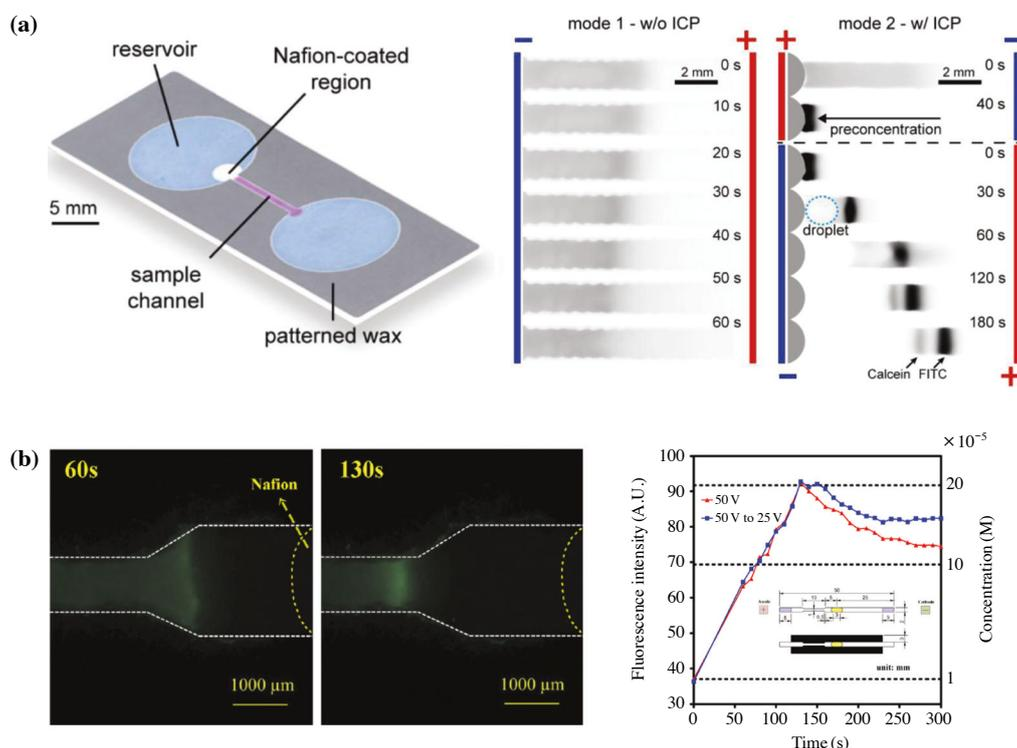 (a)
reservoir
Nafion-coated
region
5 mm
sample
channel
patterned wax
mode 1 - w/o ICP
− +
0 s
2 mm
10 s
20 s
30 s
40 s
50 s
60 s
mode 2 - w/ ICP
+ −
0 s
2 mm
40 s
preconcentration
0 s
30 s
droplet
60 s
120 s
180 s
Calcein FITC
− +
(b)
60s
Nafion
1000 μm
130s
1000 μm
× 10⁻⁵
100
90
80
70
60
50
40
30
Fluorescence intensity (A.U.)
50 V
50 V to 25 V
Anode
Cathode
unit: mm
20
10
1
Concentration (M)
0 50 100 150 200 250 300
Time (s)